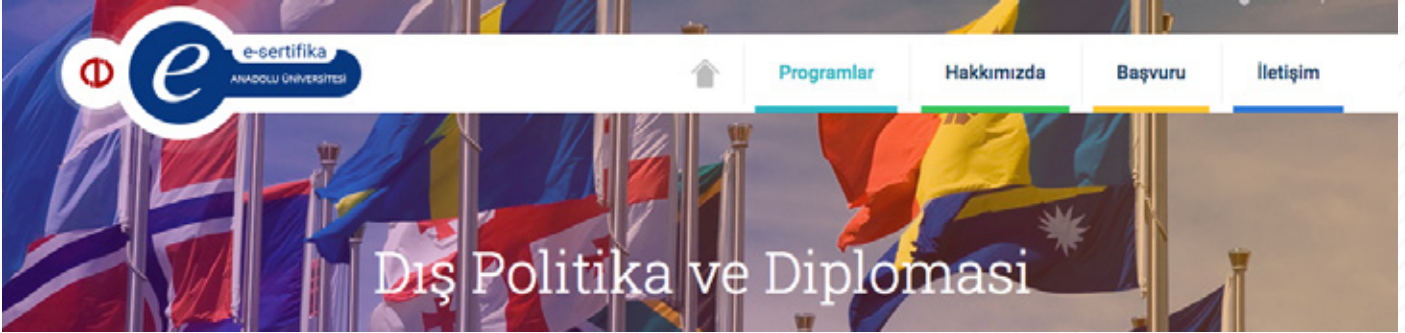 e-sertifika
ANADOLU ÜNİVERSİTESİ
Programlar
Hakkımızda
Başvuru
İletişim
Dış Politika ve Diplomasi